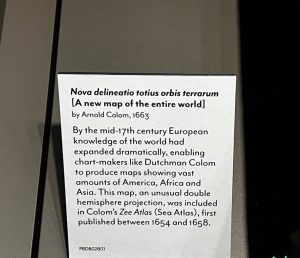 Nova delineatio totius orbis terrarum
[A new map of the entire world]
by Arnold Colom, 1663
By the mid-17th century European
knowledge of the world had
expanded dramatically, enabling
chart-makers like Dutchman Colom
to produce maps showing vast
amounts of America, Africa and
Asia. This map, an unusual double
hemisphere projection, was included
in Colom's Zee Atlas (Sea Atlas), first
published between 1654 and 1658.
PBD8028(1)